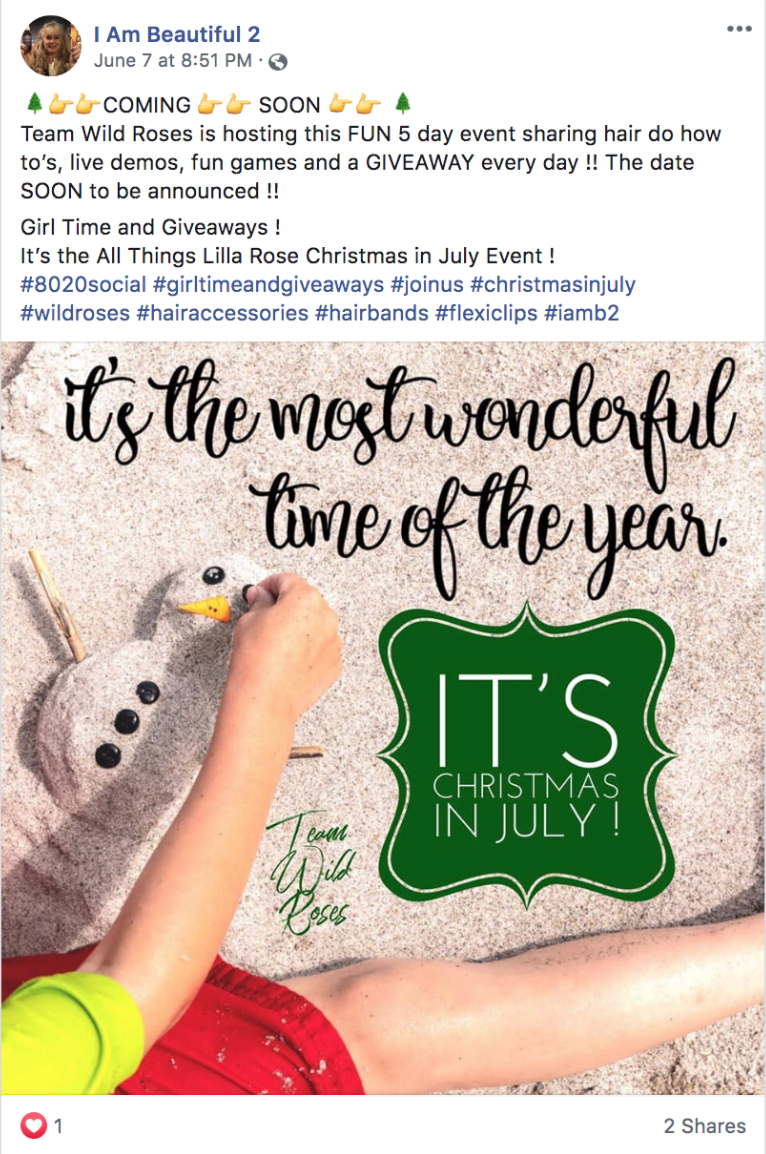 I Am Beautiful 2
June 7 at 8:51 PM ·
🌲👉👉COMING 👉👉 SOON 👉👉 🌲
Team Wild Roses is hosting this FUN 5 day event sharing hair do how
to's, live demos, fun games and a GIVEAWAY every day !! The date
SOON to be announced !!
Girl Time and Giveaways !
It's the All Things Lilla Rose Christmas in July Event !
#8020social #girltimeandgiveaways #joinus #christmasinjuly
#wildroses #hairaccessories #hairbands #flexiclips #iamb2
it's the most wonderful
time of the year.
IT'S
CHRISTMAS
IN JULY !
Team
Wild
Roses
1
2 Shares